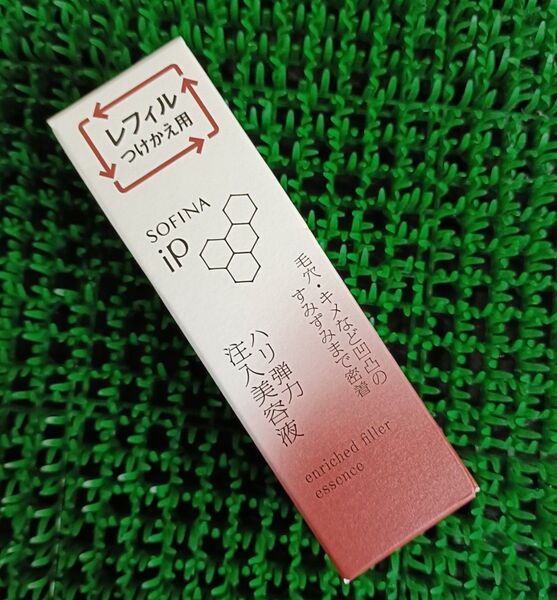 レフィル
つけかえ用
SOFINA
iP
毛穴・キメなど凹凸の
すみずみまで密着
ハリ弾力
注入美容液
enriched filler
essence